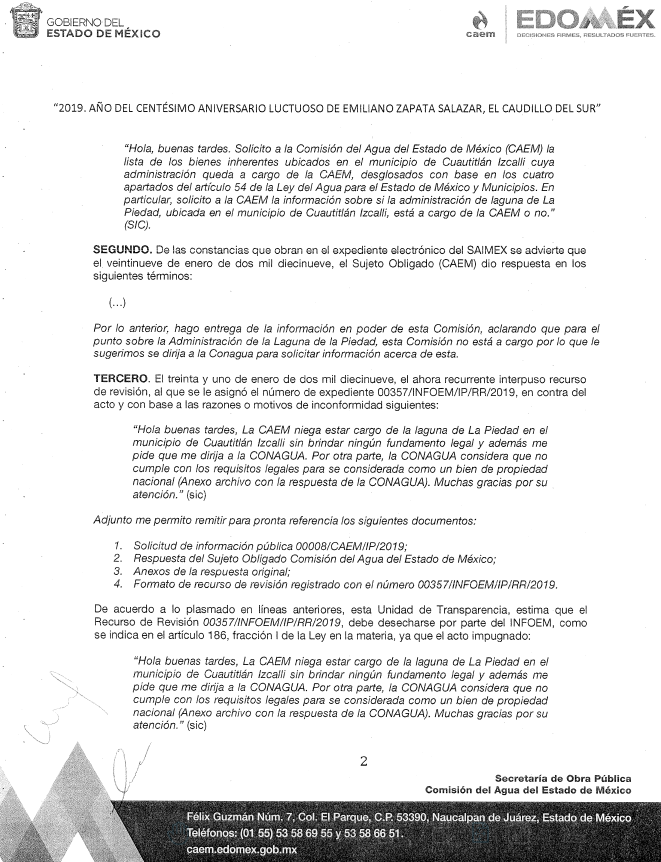 GOBIERNO DEL
ESTADO DE MÉXICO
caem
EDOMÉX
DECISIONES FIRMES, RESULTADOS FUERTES.
"2019. AÑO DEL CENTÉSIMO ANIVERSARIO LUCTUOSO DE EMILIANO ZAPATA SALAZAR, EL CAUDILLO DEL SUR"
"Hola, buenas tardes. Solicito a la Comisión del Agua del Estado de México (CAEM) la
lista de los bienes inherentes ubicados en el municipio de Cuautitlán Izcalli cuya
administración queda a cargo de la CAEM, desglosados con base en los cuatro
apartados del artículo 54 de la Ley del Agua para el Estado de México y Municipios. En
particular, solicito a la CAEM la información sobre si la administración de laguna de La
Piedad, ubicada en el municipio de Cuautitlán Izcalli, está a cargo de la CAEM o no."
(SIC).
SEGUNDO. De las constancias que obran en el expediente electrónico del SAIMEX se advierte que
el veintinueve de enero de dos mil diecinueve, el Sujeto Obligado (CAEM) dio respuesta en los
siguientes términos:
(...)
Por lo anterior, hago entrega de la información en poder de esta Comisión, aclarando que para el
punto sobre la Administración de la Laguna de la Piedad, esta Comisión no está a cargo por lo que le
sugerimos se dirija a la Conagua para solicitar información acerca de esta.
TERCERO. El treinta y uno de enero de dos mil diecinueve, el ahora recurrente interpuso recurso
de revisión, al que se le asignó el número de expediente 00357/INFOEM/IP/RR/2019, en contra del
acto y con base a las razones o motivos de inconformidad siguientes:
"Hola buenas tardes, La CAEM niega estar cargo de la laguna de La Piedad en el
municipio de Cuautitlán Izcalli sin brindar ningún fundamento legal y además me
pide que me dirija a la CONAGUA. Por otra parte, la CONAGUA considera que no
cumple con los requisitos legales para se considerada como un bien de propiedad
nacional (Anexo archivo con la respuesta de la CONAGUA). Muchas gracias por su
atención." (sic)
Adjunto me permito remitir para pronta referencia los siguientes documentos:
1. Solicitud de información pública 00008/CAEM/IP/2019;
2. Respuesta del Sujeto Obligado Comisión del Agua del Estado de México;
3. Anexos de la respuesta original;
4. Formato de recurso de revisión registrado con el número 00357/INFOEM/IP/RR/2019.
De acuerdo a lo plasmado en líneas anteriores, esta Unidad de Transparencia, estima que el
Recurso de Revisión 00357/INFOEM/IP/RR/2019, debe desecharse por parte del INFOEM, como
se indica en el artículo 186, fracción I de la Ley en la materia, ya que el acto impugnado:
"Hola buenas tardes, La CAEM niega estar cargo de la laguna de La Piedad en el
municipio de Cuautitlán Izcalli sin brindar ningún fundamento legal y además me
pide que me dirija a la CONAGUA. Por otra parte, la CONAGUA considera que no
cumple con los requisitos legales para se considerada como un bien de propiedad
nacional (Anexo archivo con la respuesta de la CONAGUA). Muchas gracias por su
atención." (sic)
2
Secretaría de Obra Pública
Comisión del Agua del Estado de México
Félix Guzmán Núm. 7, Col. El Parque, C.P. 53390, Naucalpan de Juárez, Estado de México
Teléfonos: (01 55) 53 58 69 55 y 53 58 66 51.
caem.edomex.gob.mx